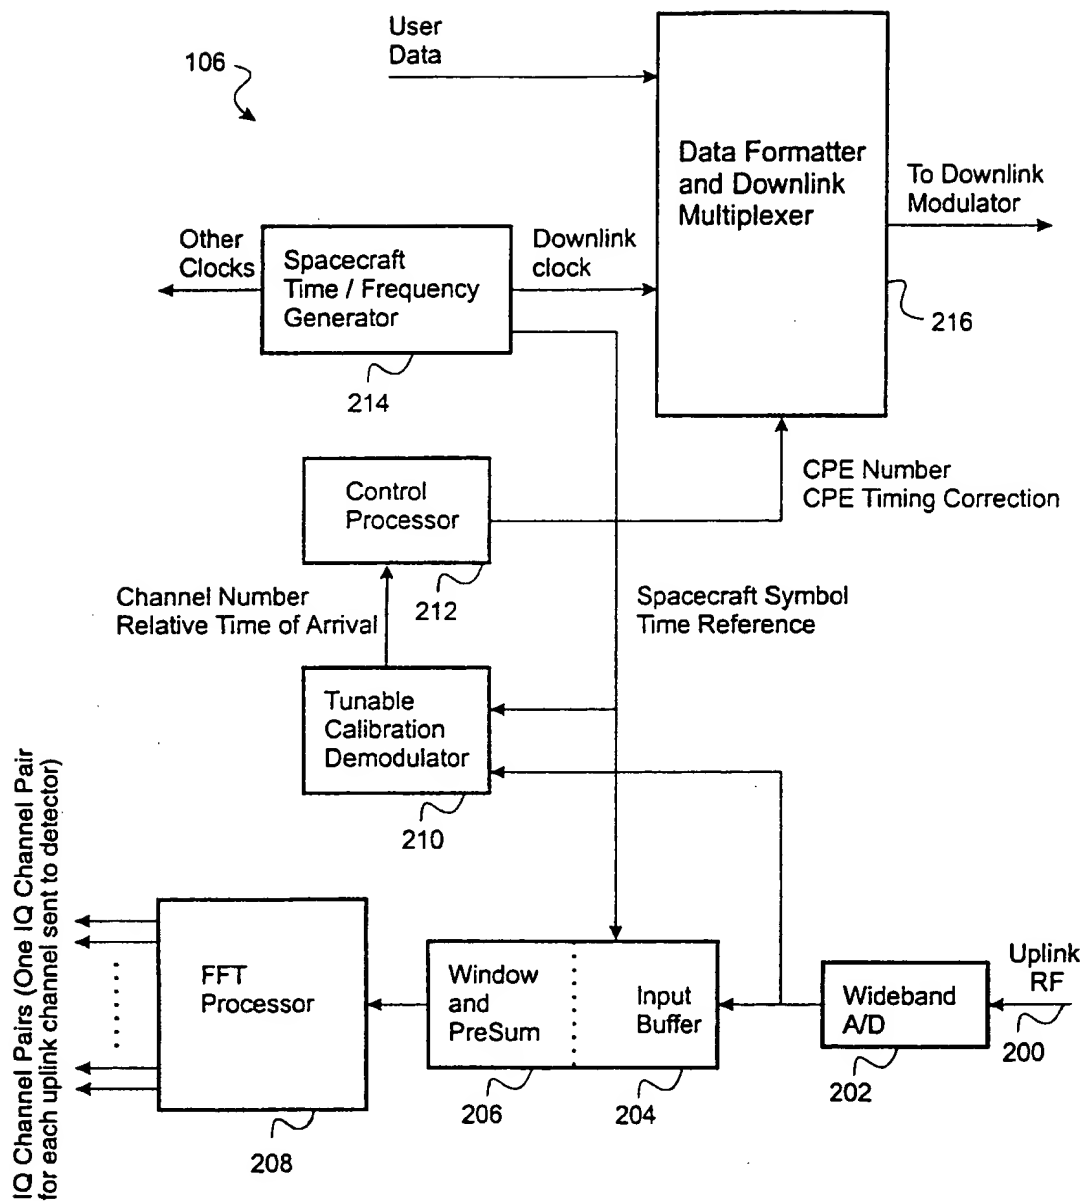 User
Data
106
Data Formatter
and Downlink
Multiplexer
To Downlink
Modulator
Other
Clocks
Spacecraft
Time / Frequency
Generator
Downlink
clock
216
214
Control
Processor
CPE Number
CPE Timing Correction
212
Channel Number
Relative Time of Arrival
Spacecraft Symbol
Time Reference
Tunable
Calibration
Demodulator
210
IQ Channel Pairs (One IQ Channel Pair
for each uplink channel sent to detector)
FFT
Processor
Window
and
PreSum
Input
Buffer
Wideband
A/D
Uplink
RF
200
202
204
206
208